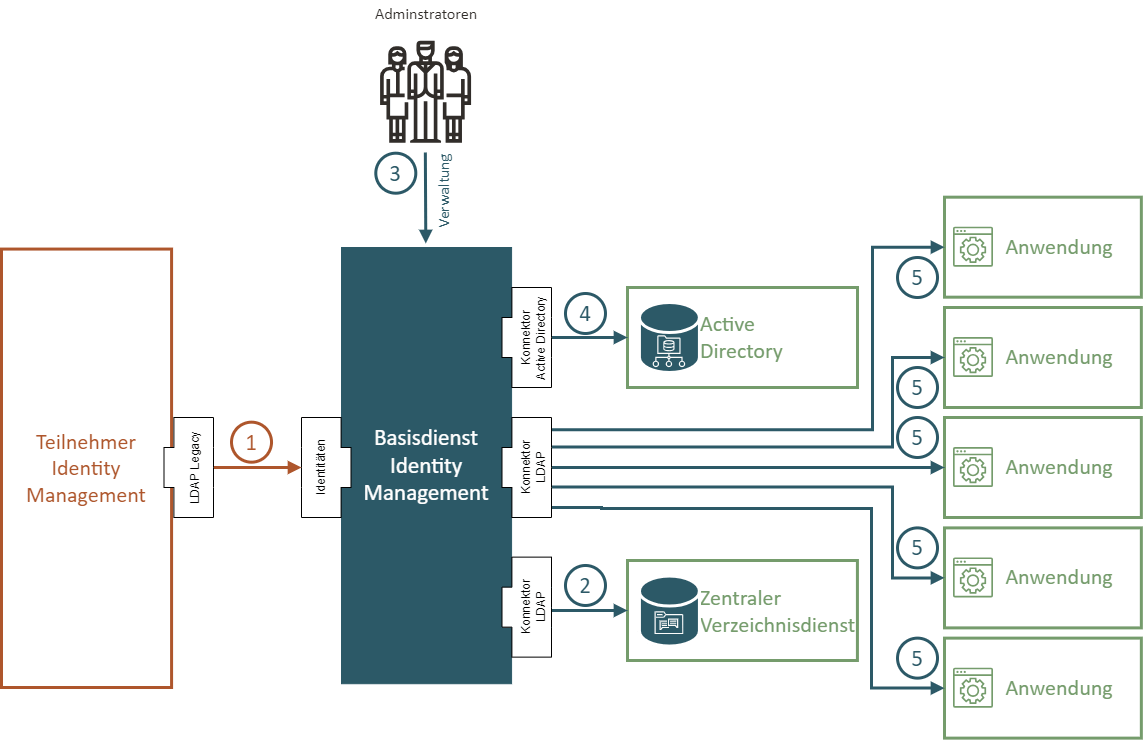 Adminstratoren
3
Verwaltung
Teilnehmer
Identity
Management
LDAP Legacy
1
Identitäten
Basisdienst
Identity
Management
Konnektor
Active Directory
4
Active
Directory
Konnektor
LDAP
Konnektor
LDAP
2
Zentraler
Verzeichnisdienst
5
Anwendung
5
Anwendung
5
Anwendung
5
Anwendung
5
Anwendung